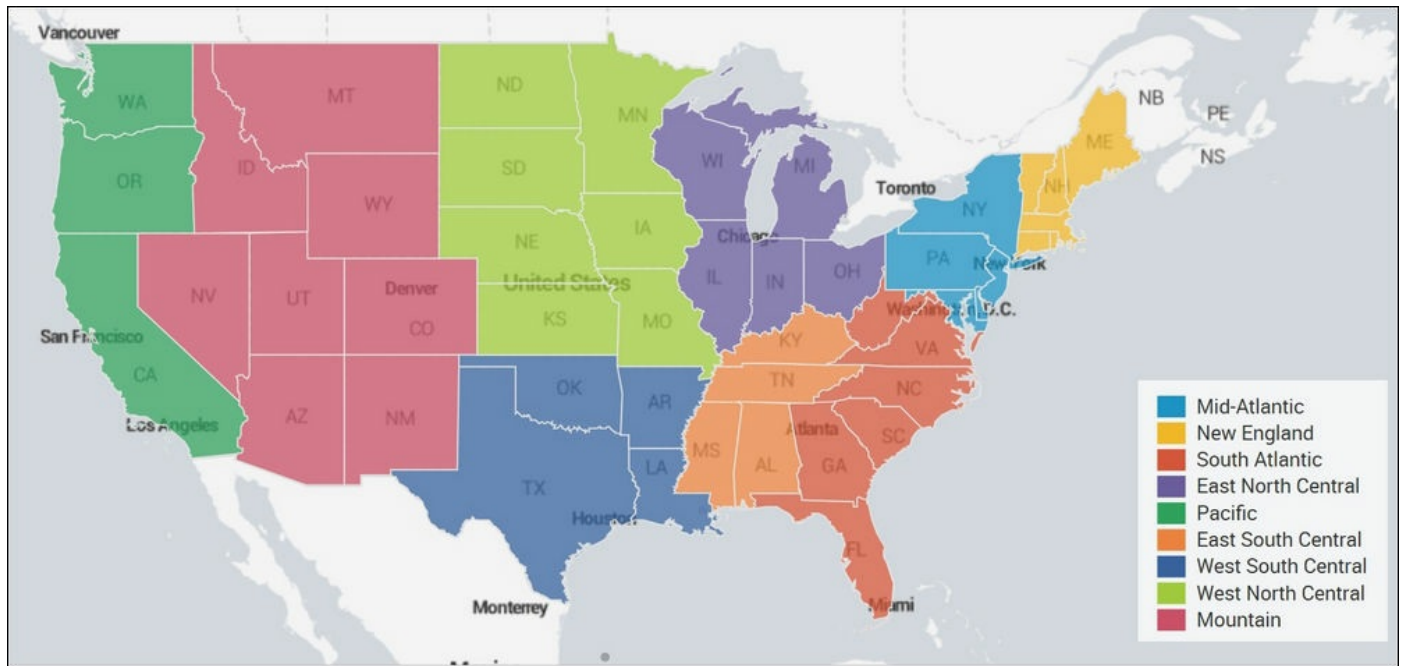 Vancouver
NB
PE
NS
WA
MT
ND
MN
ME
OR
ID
SD
WI
MI
NH
Toronto
WY
NY
IA
NE
Chicago
PA
New York
NV
UT
Denver
United States
IL
IN
OH
CO
KS
MO
Washington, D.C.
San Francisco
KY
VA
CA
TN
NC
OK
AR
AZ
NM
Los Angeles
Atlanta
SC
MS
AL
GA
LA
TX
Houston
FL
Monterrey
Miami
Mid-Atlantic
New England
South Atlantic
East North Central
Pacific
East South Central
West South Central
West North Central
Mountain